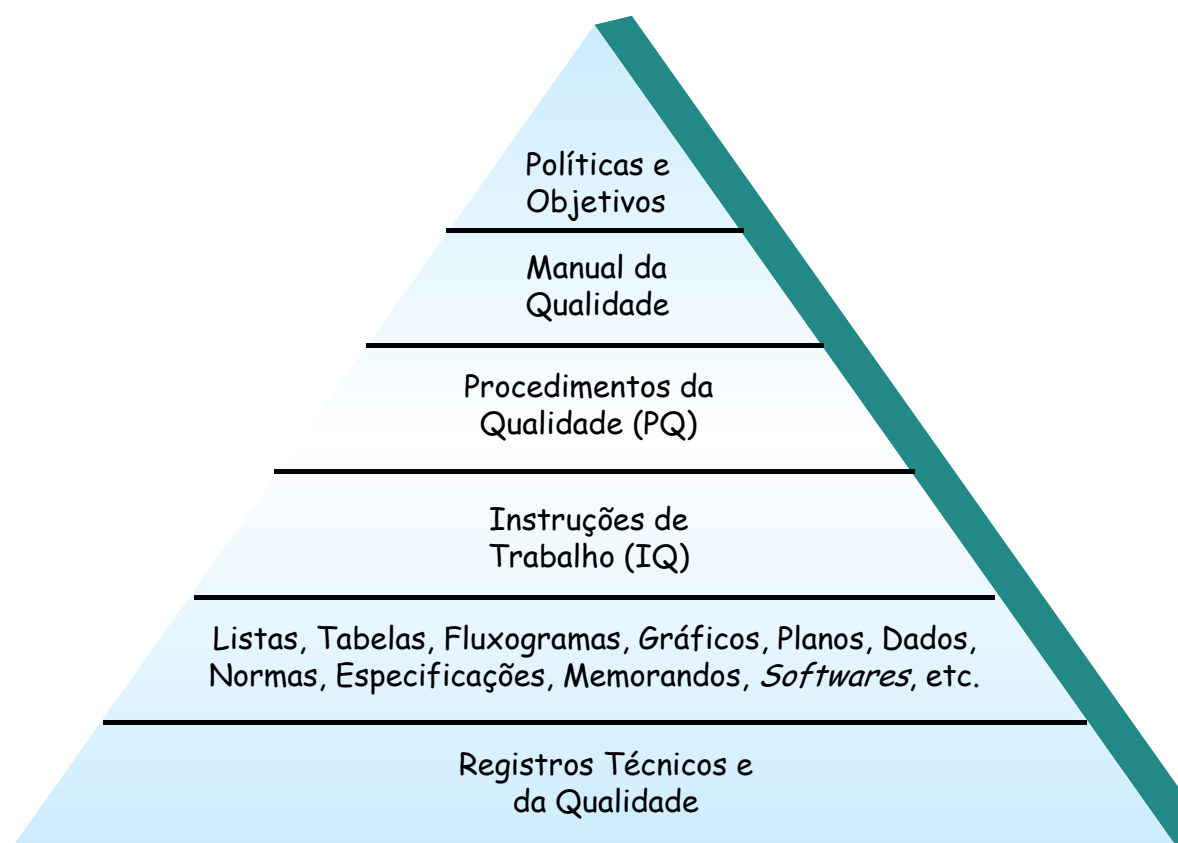 Políticas e
Objetivos
Manual da
Qualidade
Procedimentos da
Qualidade (PQ)
Instruções de
Trabalho (IQ)
Listas, Tabelas, Fluxogramas, Gráficos, Planos, Dados,
Normas, Especificações, Memorandos, Softwares, etc.
Registros Técnicos e
da Qualidade